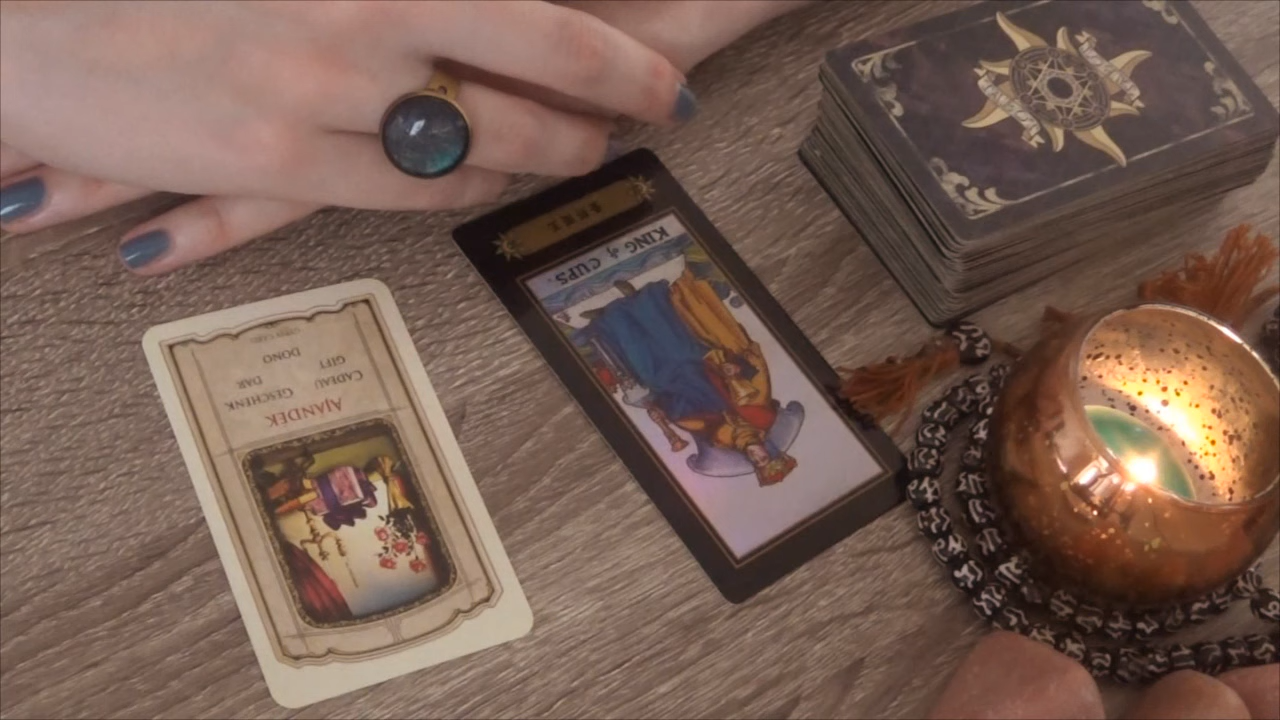 AJÁNDÉK
CADEAU GESCHENK
GIFT DAR
DONO
KING of CUPS.